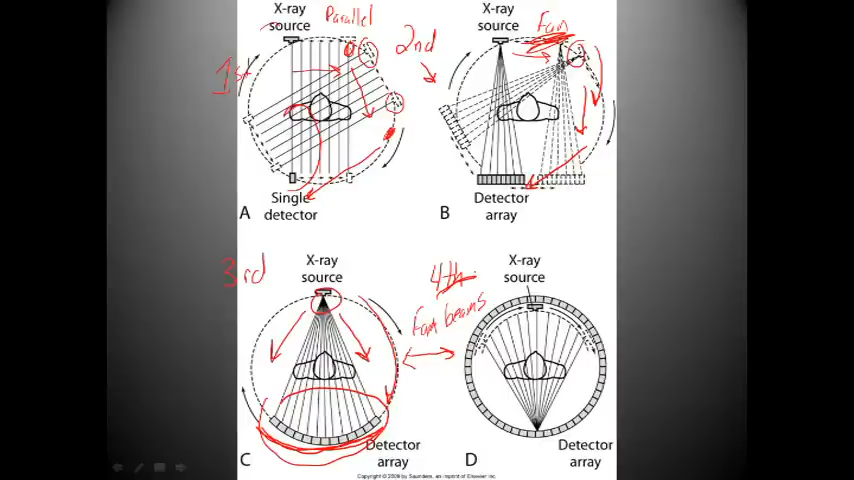 X-ray
source
Parallel
1st
Single
detector
A
X-ray
source
Fan
2nd
Detector
array
B
3rd
X-ray
source
Detector
array
C
4th
Fan beams
X-ray
source
Detector
array
D
Copyright © 2009 by Saunders, an imprint of Elsevier Inc.